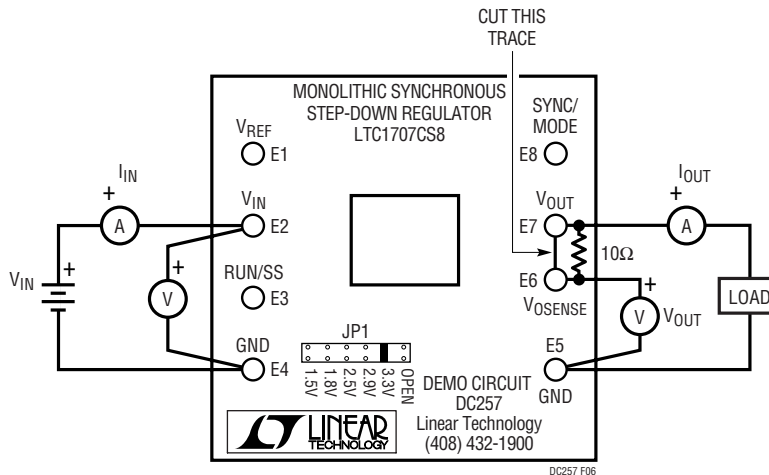 CUT THIS
TRACE
MONOLITHIC SYNCHRONOUS
STEP-DOWN REGULATOR
LTC1707CS8
SYNC/
MODE
E8
VREF
E1
IIN
+
A
VIN
E2
VOUT
E7
IOUT
+
A
10Ω
VIN
+
+
V
RUN/SS
E3
E6
VOSENSE
+
V
VOUT
LOAD
JP1
GND
E4
E5
GND
1.5V
1.8V
2.5V
2.9V
3.3V
OPEN
DEMO CIRCUIT
DC257
Linear Technology
(408) 432-1900
LINEAR
TECHNOLOGY
DC257 F06